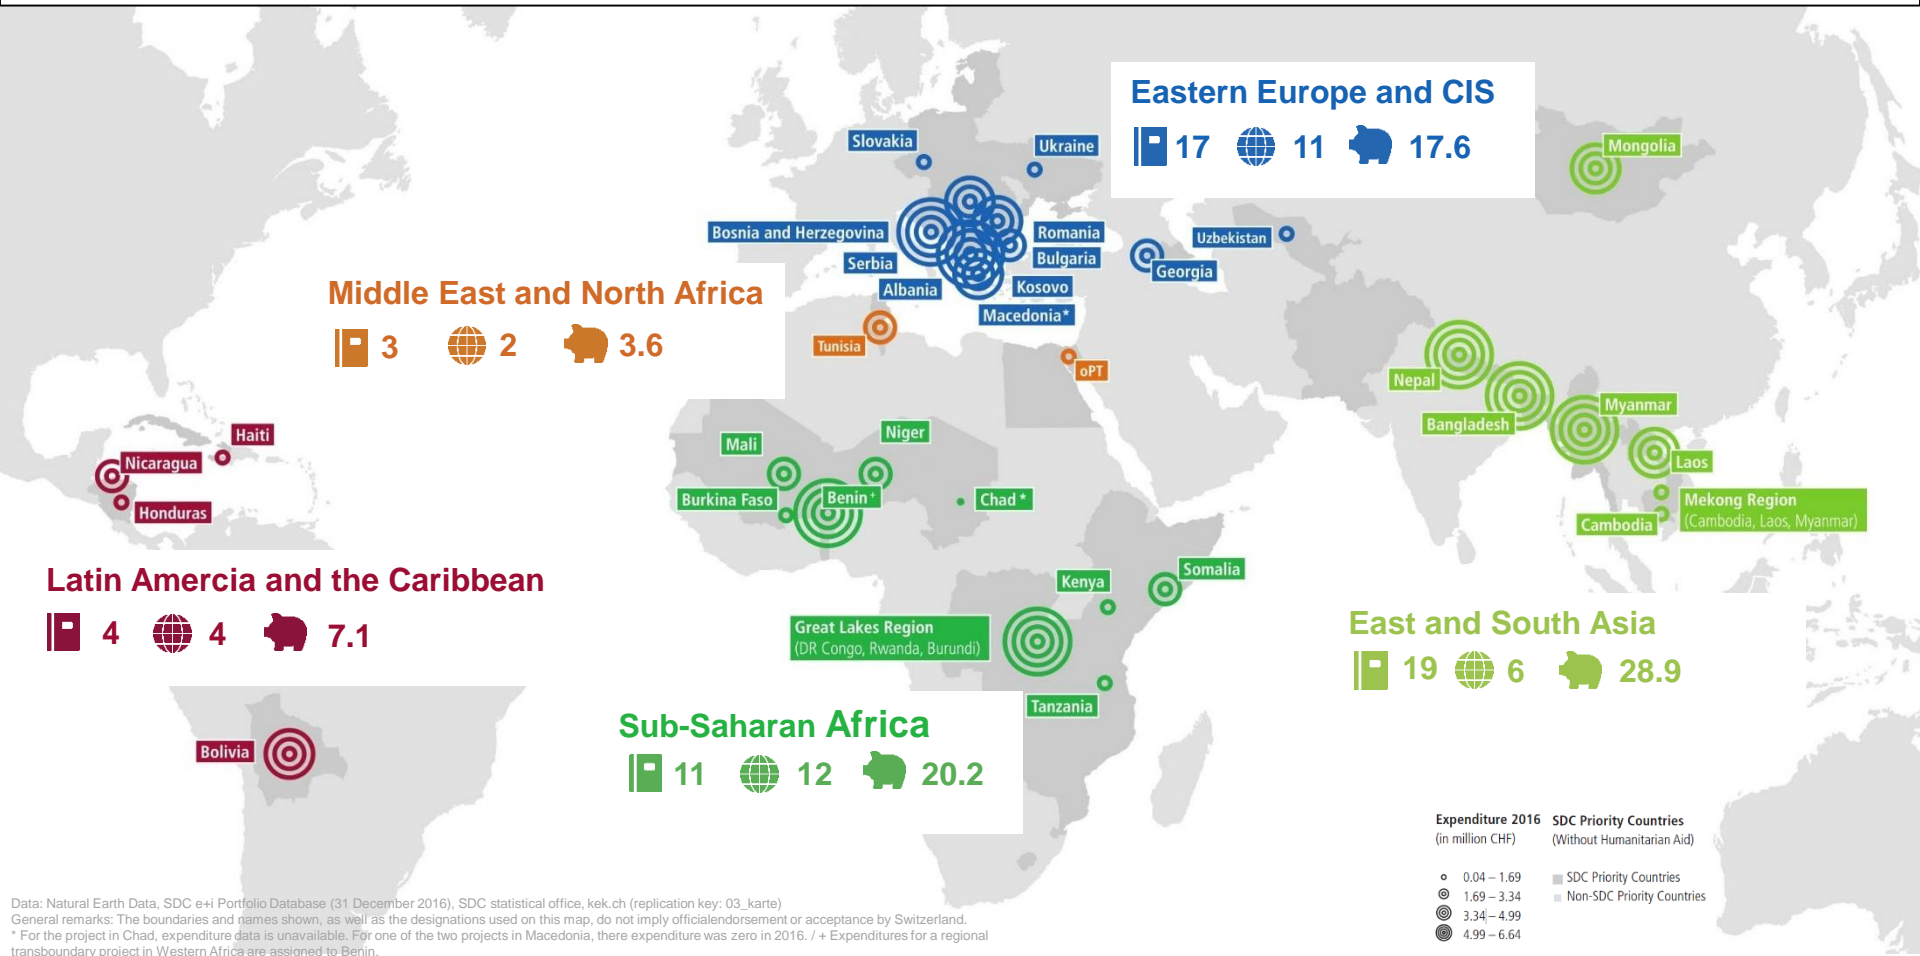 Eastern Europe and CIS
17 11 17.6
Slovakia
Ukraine
Mongolia
Bosnia and Herzegovina
Romania
Uzbekistan
Serbia
Bulgaria
Georgia
Albania
Kosovo
Macedonia*
Middle East and North Africa
3 2 3.6
Tunisia
oPT
Nepal
Bangladesh
Myanmar
Laos
Mekong Region
(Cambodia, Laos, Myanmar)
Cambodia
Haiti
Nicaragua
Honduras
Mali
Niger
Burkina Faso
Benin+
Chad *
Latin Amercia and the Caribbean
4 4 7.1
Kenya
Somalia
Great Lakes Region
(DR Congo, Rwanda, Burundi)
Tanzania
East and South Asia
19 6 28.9
Bolivia
Sub-Saharan Africa
11 12 20.2
Expenditure 2016
(in million CHF)
0.04 – 1.69
1.69 – 3.34
3.34 – 4.99
4.99 – 6.64
SDC Priority Countries
(Without Humanitarian Aid)
SDC Priority Countries
Non-SDC Priority Countries
Data: Natural Earth Data, SDC e+i Portfolio Database (31 December 2016), SDC statistical office, kek.ch (replication key: 03_karte)
General remarks: The boundaries and names shown, as well as the designations used on this map, do not imply officialendorsement or acceptance by Switzerland.
* For the project in Chad, expenditure data is unavailable. For one of the two projects in Macedonia, there expenditure was zero in 2016. / + Expenditures for a regional
transboundary project in Western Africa are assigned to Benin.